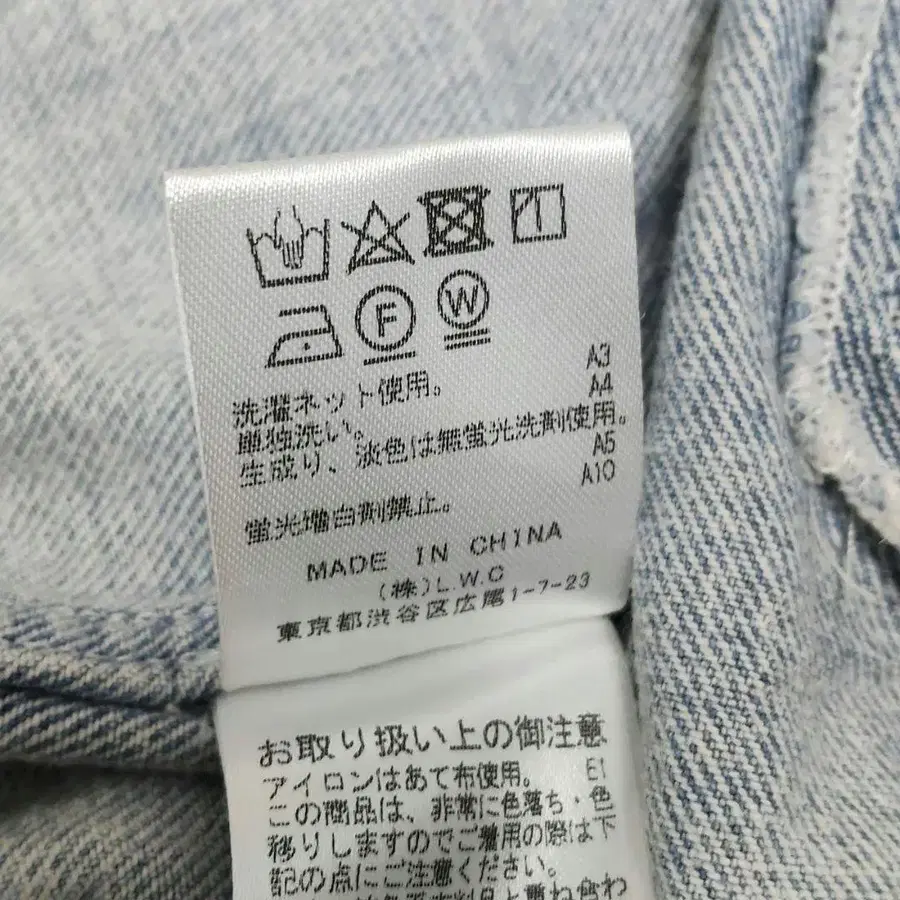 F W
洗濯ネット使用。 A3
単独洗い。 A4
生成り、淡色は無蛍光洗剤使用。
A5
蛍光増白剤禁止。 A10
MADE IN CHINA
(株)L.W.C
東京都渋谷区広尾1-7-23
お取り扱い上の御注意
アイロンはあて布使用。 E1
この商品は、非常に色落ち・色
移りしますのでご着用の際は下
記の点にご注意ください。
と重ね合わ